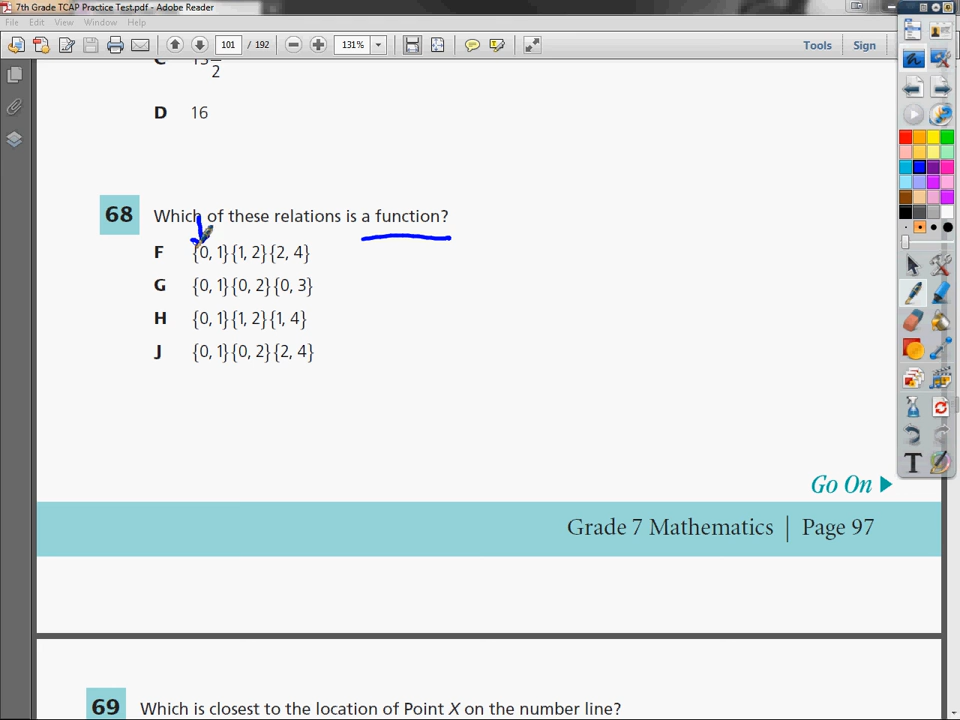 7th Grade TCAP Practice Test.pdf - Adobe Reader
File Edit View Window Help
101 / 192 131% Tools Sign
2
D 16
68 Which of these relations is a function?
F {0, 1}{1, 2}{2, 4}
G {0, 1}{0, 2}{0, 3}
H {0, 1}{1, 2}{1, 4}
J {0, 1}{0, 2}{2, 4}
Go On
Grade 7 Mathematics | Page 97
69 Which is closest to the location of Point X on the number line?
T